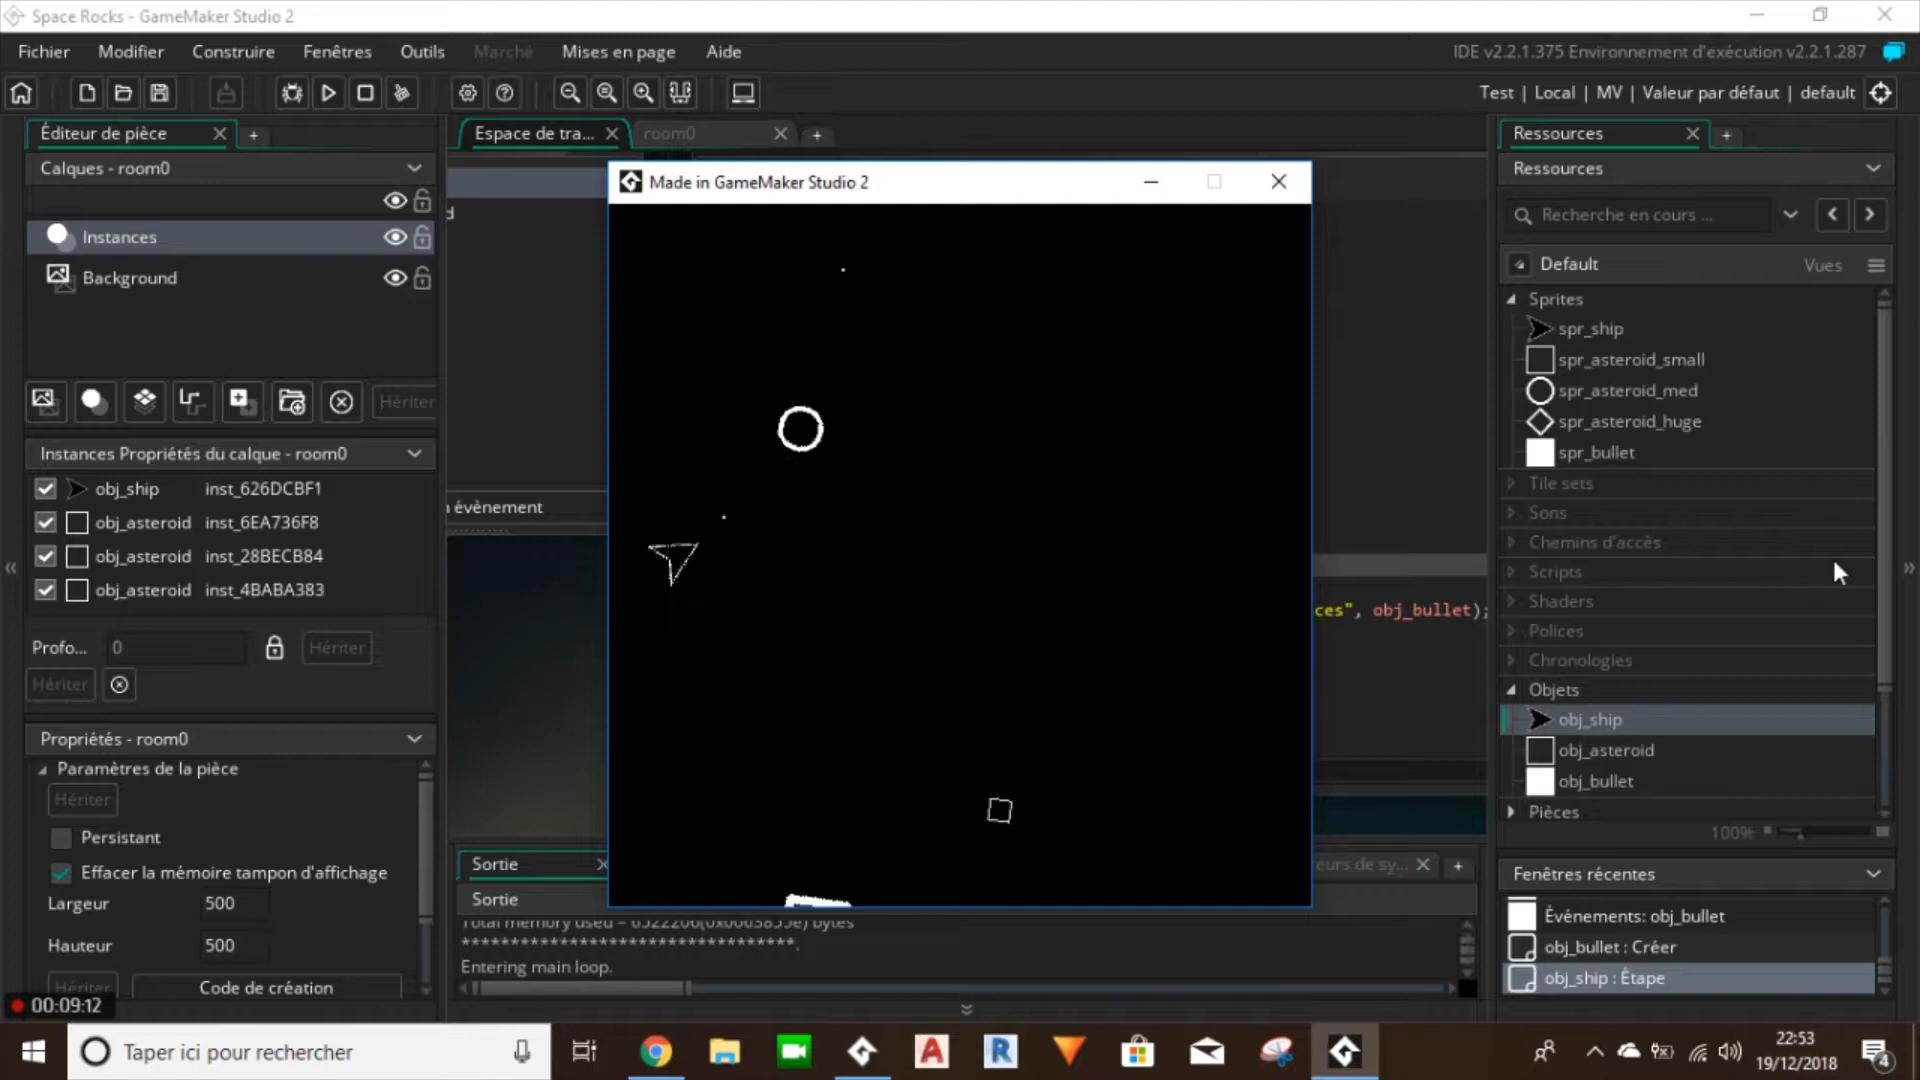 Space Rocks - GameMaker Studio 2
Fichier Modifier Construire Fenêtres Outils Marché Mises en page Aide
IDE v2.2.1.375 Environnement d'exécution v2.2.1.287
Test | Local | MV | Valeur par défaut | default
Éditeur de pièce
Espace de tra...
room0
Ressources
Calques - room0
Instances
Background
Hériter
Instances Propriétés du calque - room0
obj_ship inst_626DCBF1
obj_asteroid inst_6EA736F8
obj_asteroid inst_28BECB84
obj_asteroid inst_4BABA383
Profo... 0 Hériter
Hériter
Propriétés - room0
Paramètres de la pièce
Hériter
Persistant
Effacer la mémoire tampon d'affichage
Largeur 500
Hauteur 500
Hériter Code de création
00:09:12
d
évènement
Made in GameMaker Studio 2
ces", obj_bullet);
Sortie
eurs de sy...
Sortie
Total memory used =
*********************************.
Entering main loop.
Ressources
Recherche en cours ...
Default Vues
Sprites
spr_ship
spr_asteroid_small
spr_asteroid_med
spr_asteroid_huge
spr_bullet
Tile sets
Sons
Chemins d'accès
Scripts
Shaders
Polices
Chronologies
Objets
obj_ship
obj_asteroid
obj_bullet
Pièces
100%
Fenêtres récentes
Événements: obj_bullet
obj_bullet : Créer
obj_ship : Étape
Taper ici pour rechercher
22:53
19/12/2018
4